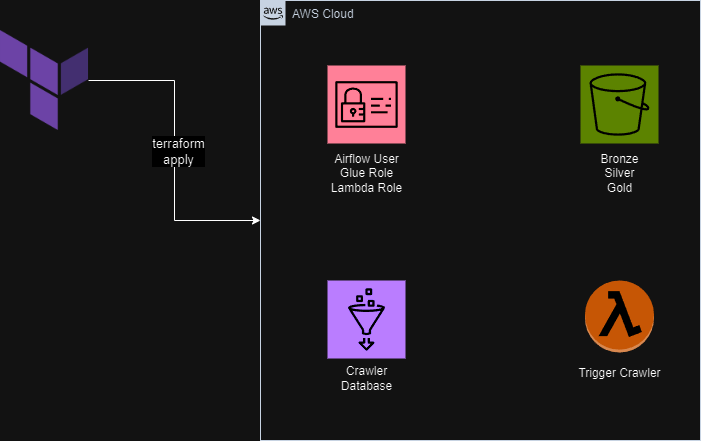 aws
AWS Cloud
terraform
apply
Airflow User
Glue Role
Lambda Role
Bronze
Silver
Gold
Crawler
Database
Trigger Crawler